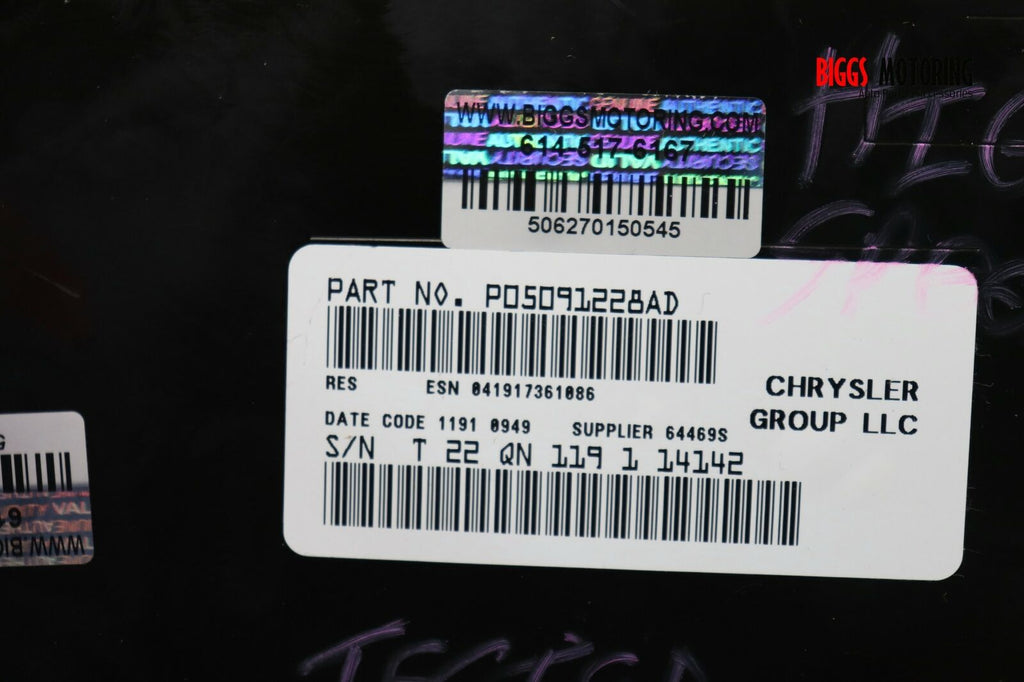 BIGGS MOTORING
WWW.BIGGSMOTORING.COM
614-517-6167
506270150545
PART NO. P05091228AD
RES ESN 041917361086
CHRYSLER
GROUP LLC
DATE CODE 1191 0949 SUPPLIER 64469S
S/N T 22 QN 119 1 14142
TESTED